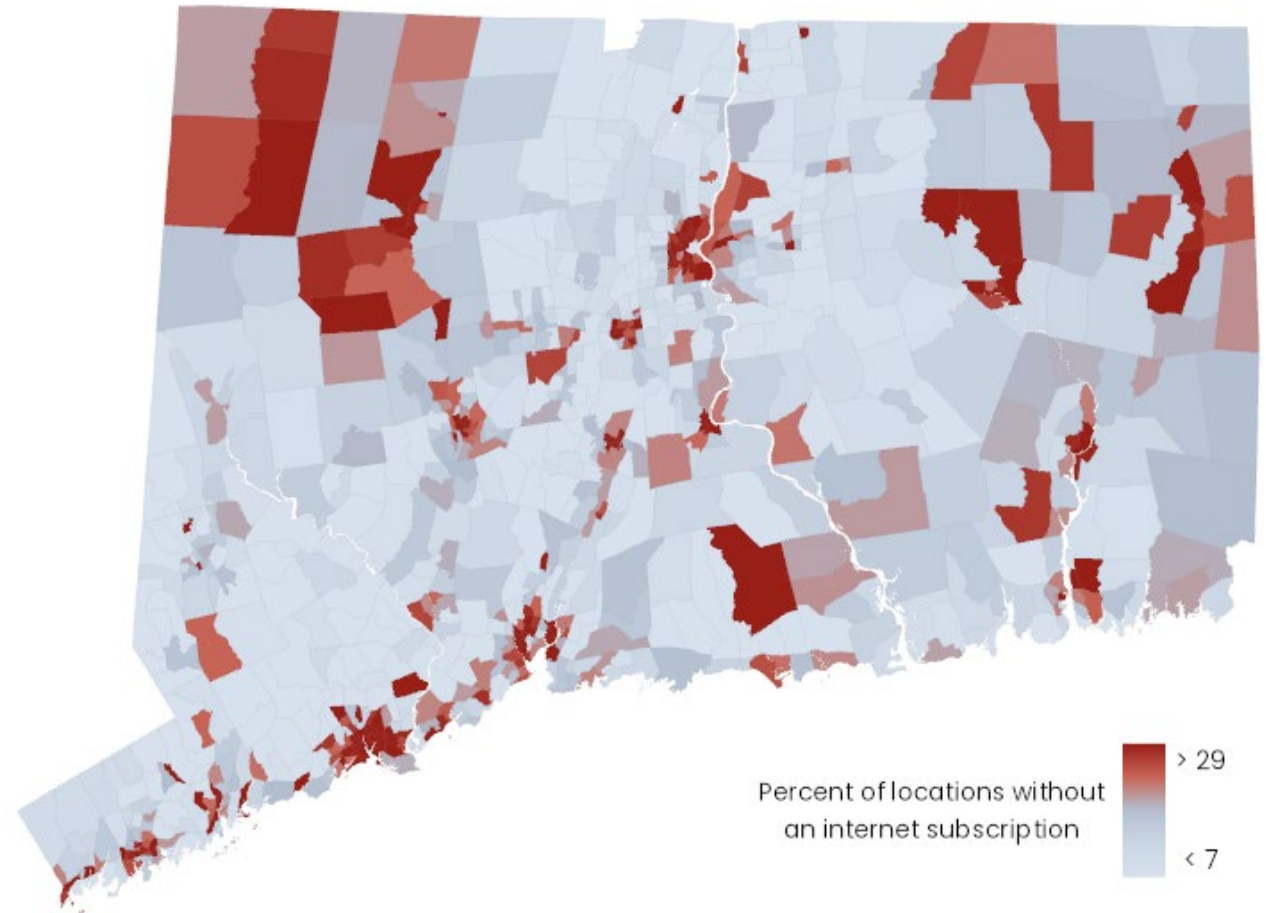 > 29
Percent of locations without
an internet subscription
< 7